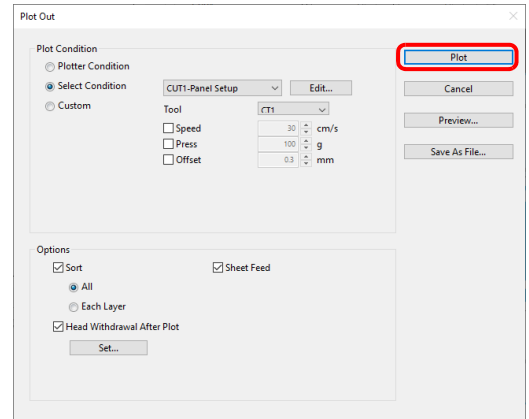 Plot Out
Plot Condition
Plotter Condition
Select Condition
CUT1-Panel Setup
Edit...
Custom
Tool
CT1
Speed
30
cm/s
Press
100
g
Offset
0.3
mm
Plot
Cancel
Preview...
Save As File...
Options
Sort
Sheet Feed
All
Each Layer
Head Withdrawal After Plot
Set...